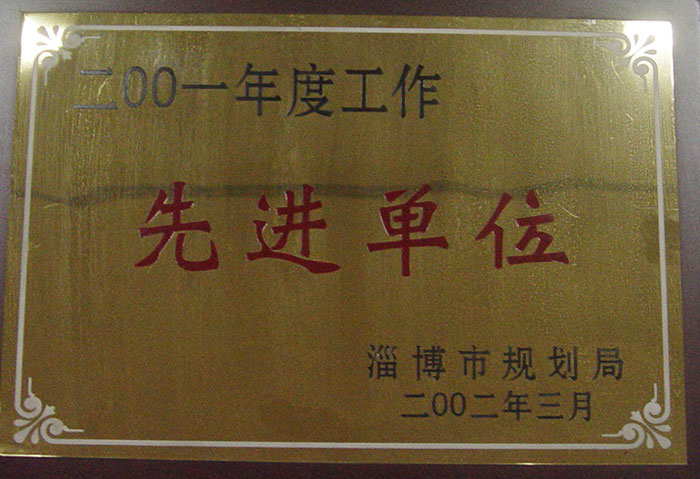 二00一年度工作
先进单位
淄博市规划局
二00二年三月